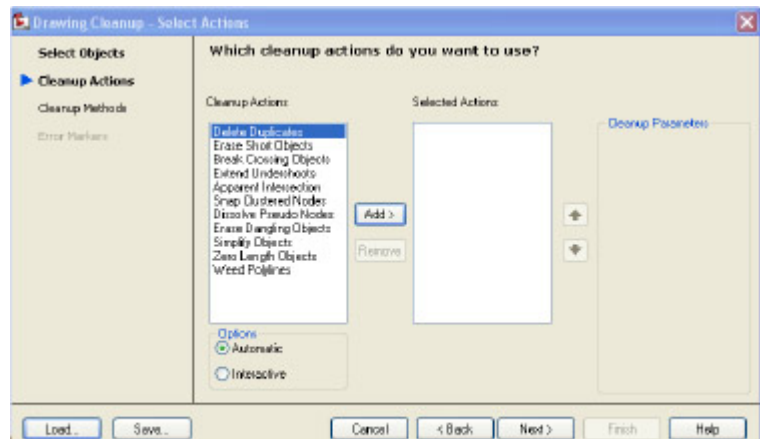 Drawing Cleanup - Select Actions
Select Objects
Cleanup Actions
Cleanup Methods
Error Markers
Which cleanup actions do you want to use?
Cleanup Actions:
Selected Actions:
Cleanup Parameters
Delete Duplicates
Erase Short Objects
Break Crossing Objects
Extend Undershoots
Apparent Intersection
Snap Clustered Nodes
Dissolve Pseudo Nodes
Erase Dangling Objects
Simplify Objects
Zero Length Objects
Weed Polylines
Add >
Remove
Options
Automatic
Interactive
Load...
Save...
Cancel
< Back
Next >
Finish
Help